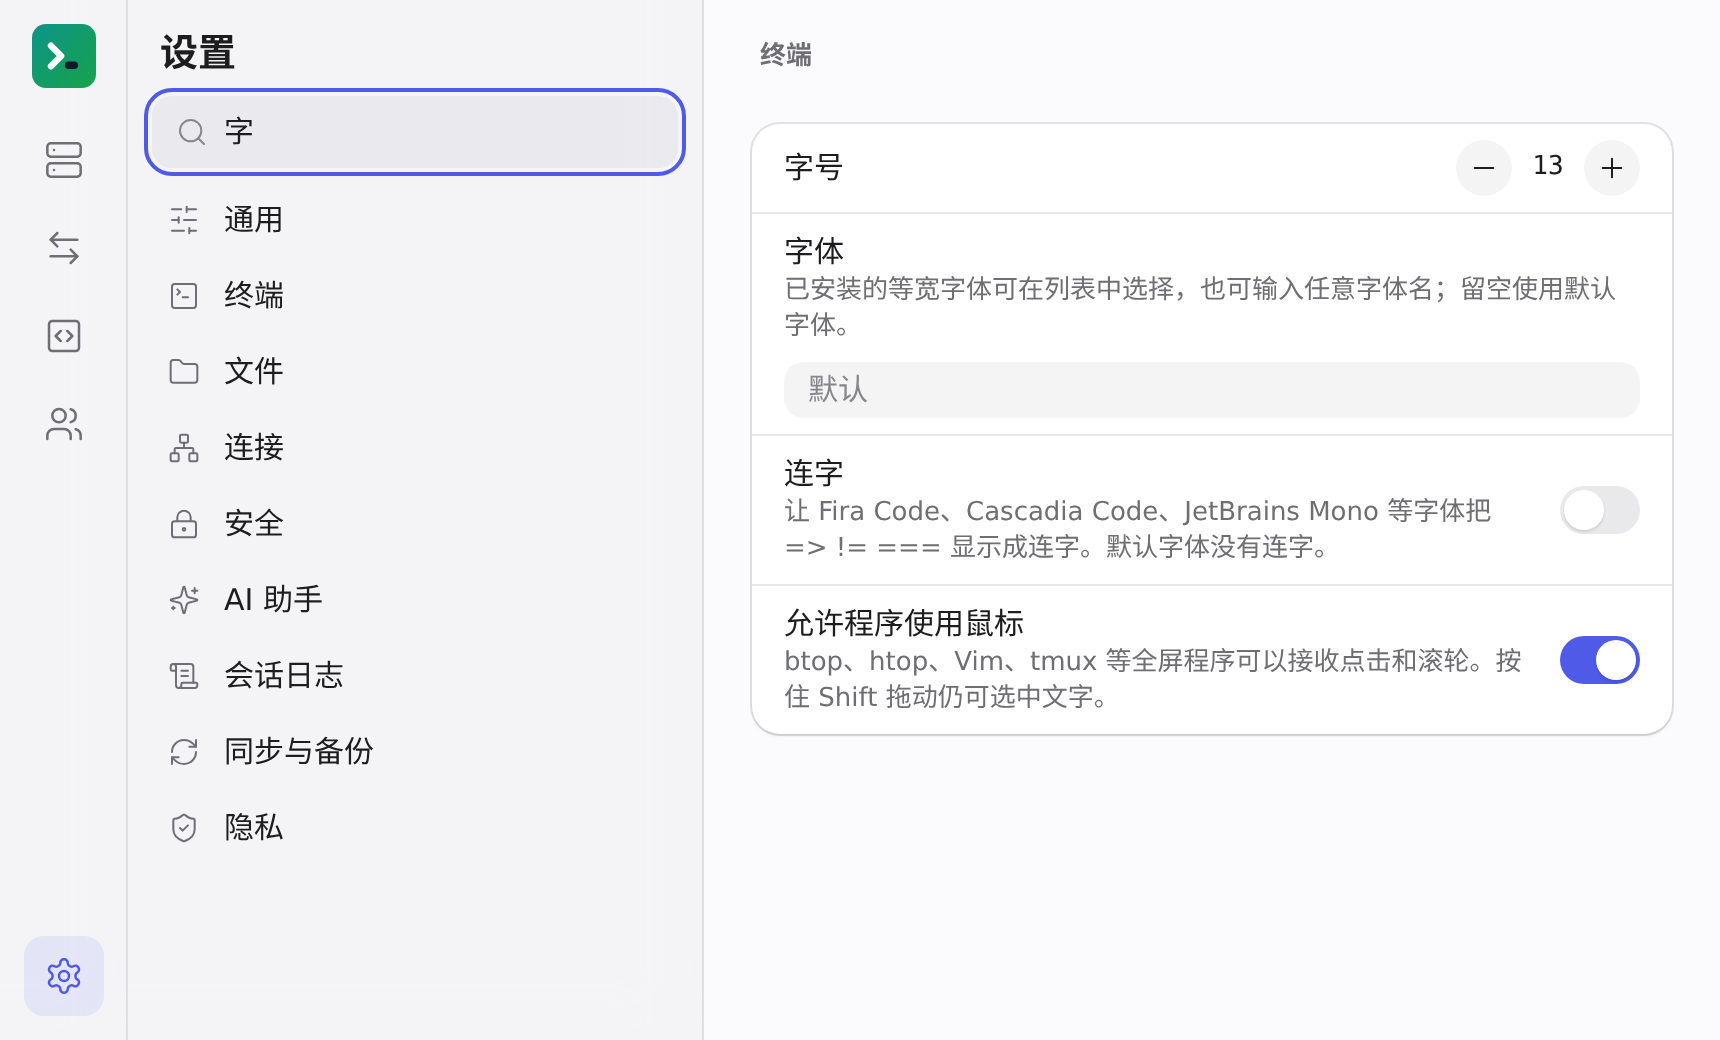 设置
字
通用
终端
文件
连接
安全
AI 助手
会话日志
同步与备份
隐私
终端
字号
13
字体
已安装的等宽字体可在列表中选择，也可输入任意字体名；留空使用默认
字体。
默认
连字
让 Fira Code、Cascadia Code、JetBrains Mono 等字体把
=> != === 显示成连字。默认字体没有连字。
允许程序使用鼠标
btop、htop、Vim、tmux 等全屏程序可以接收点击和滚轮。按
住 Shift 拖动仍可选中文字。